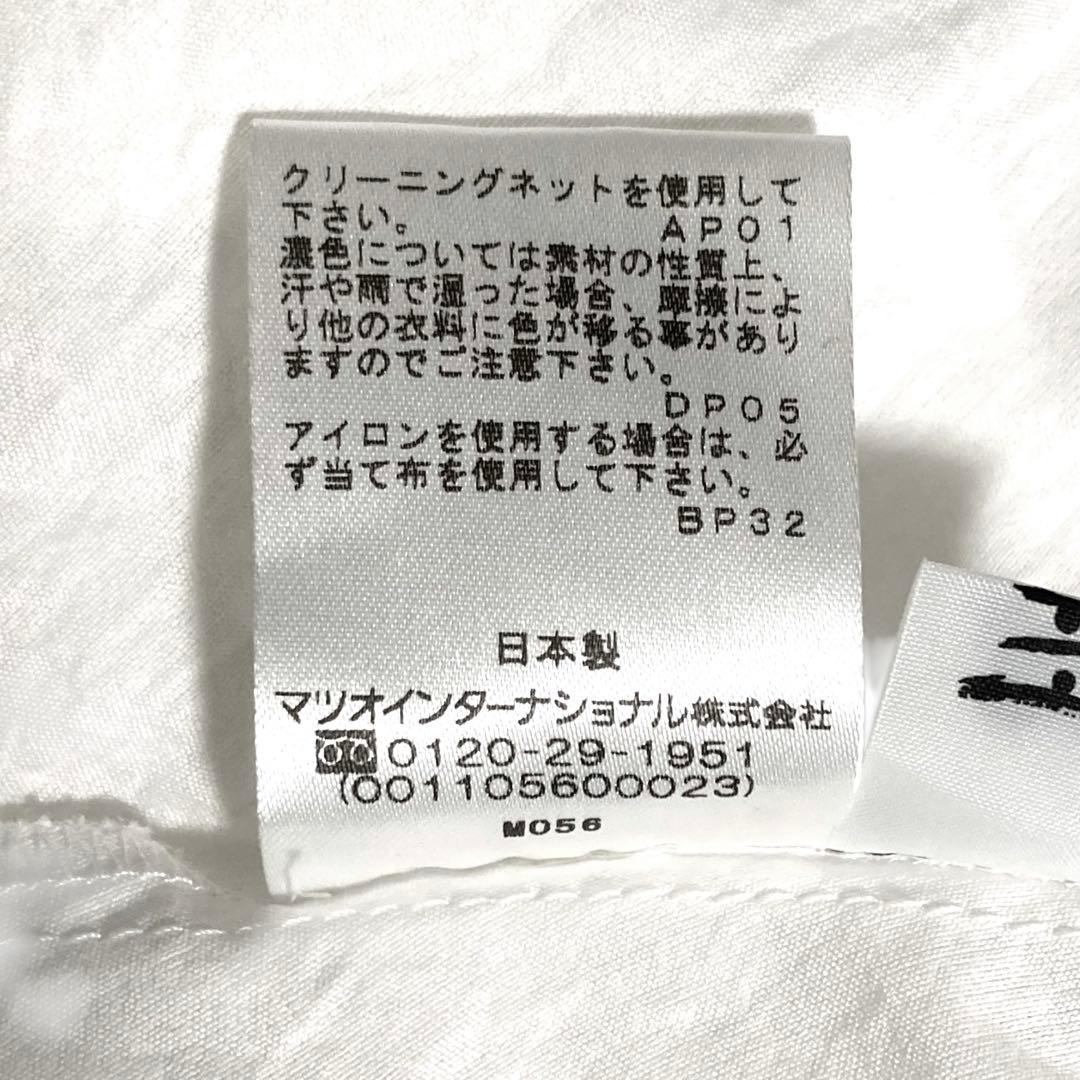 クリーニングネットを使用して
下さい。
AP01
濃色については素材の性質上、
汗や雨で湿った場合、摩擦によ
り他の衣料に色が移る事があり
ますのでご注意下さい。
DP05
アイロンを使用する場合は、必
ず当て布を使用して下さい。
BP32
日本製
マツオインターナショナル株式会社
0120-29-1951
(001105600023)
M056